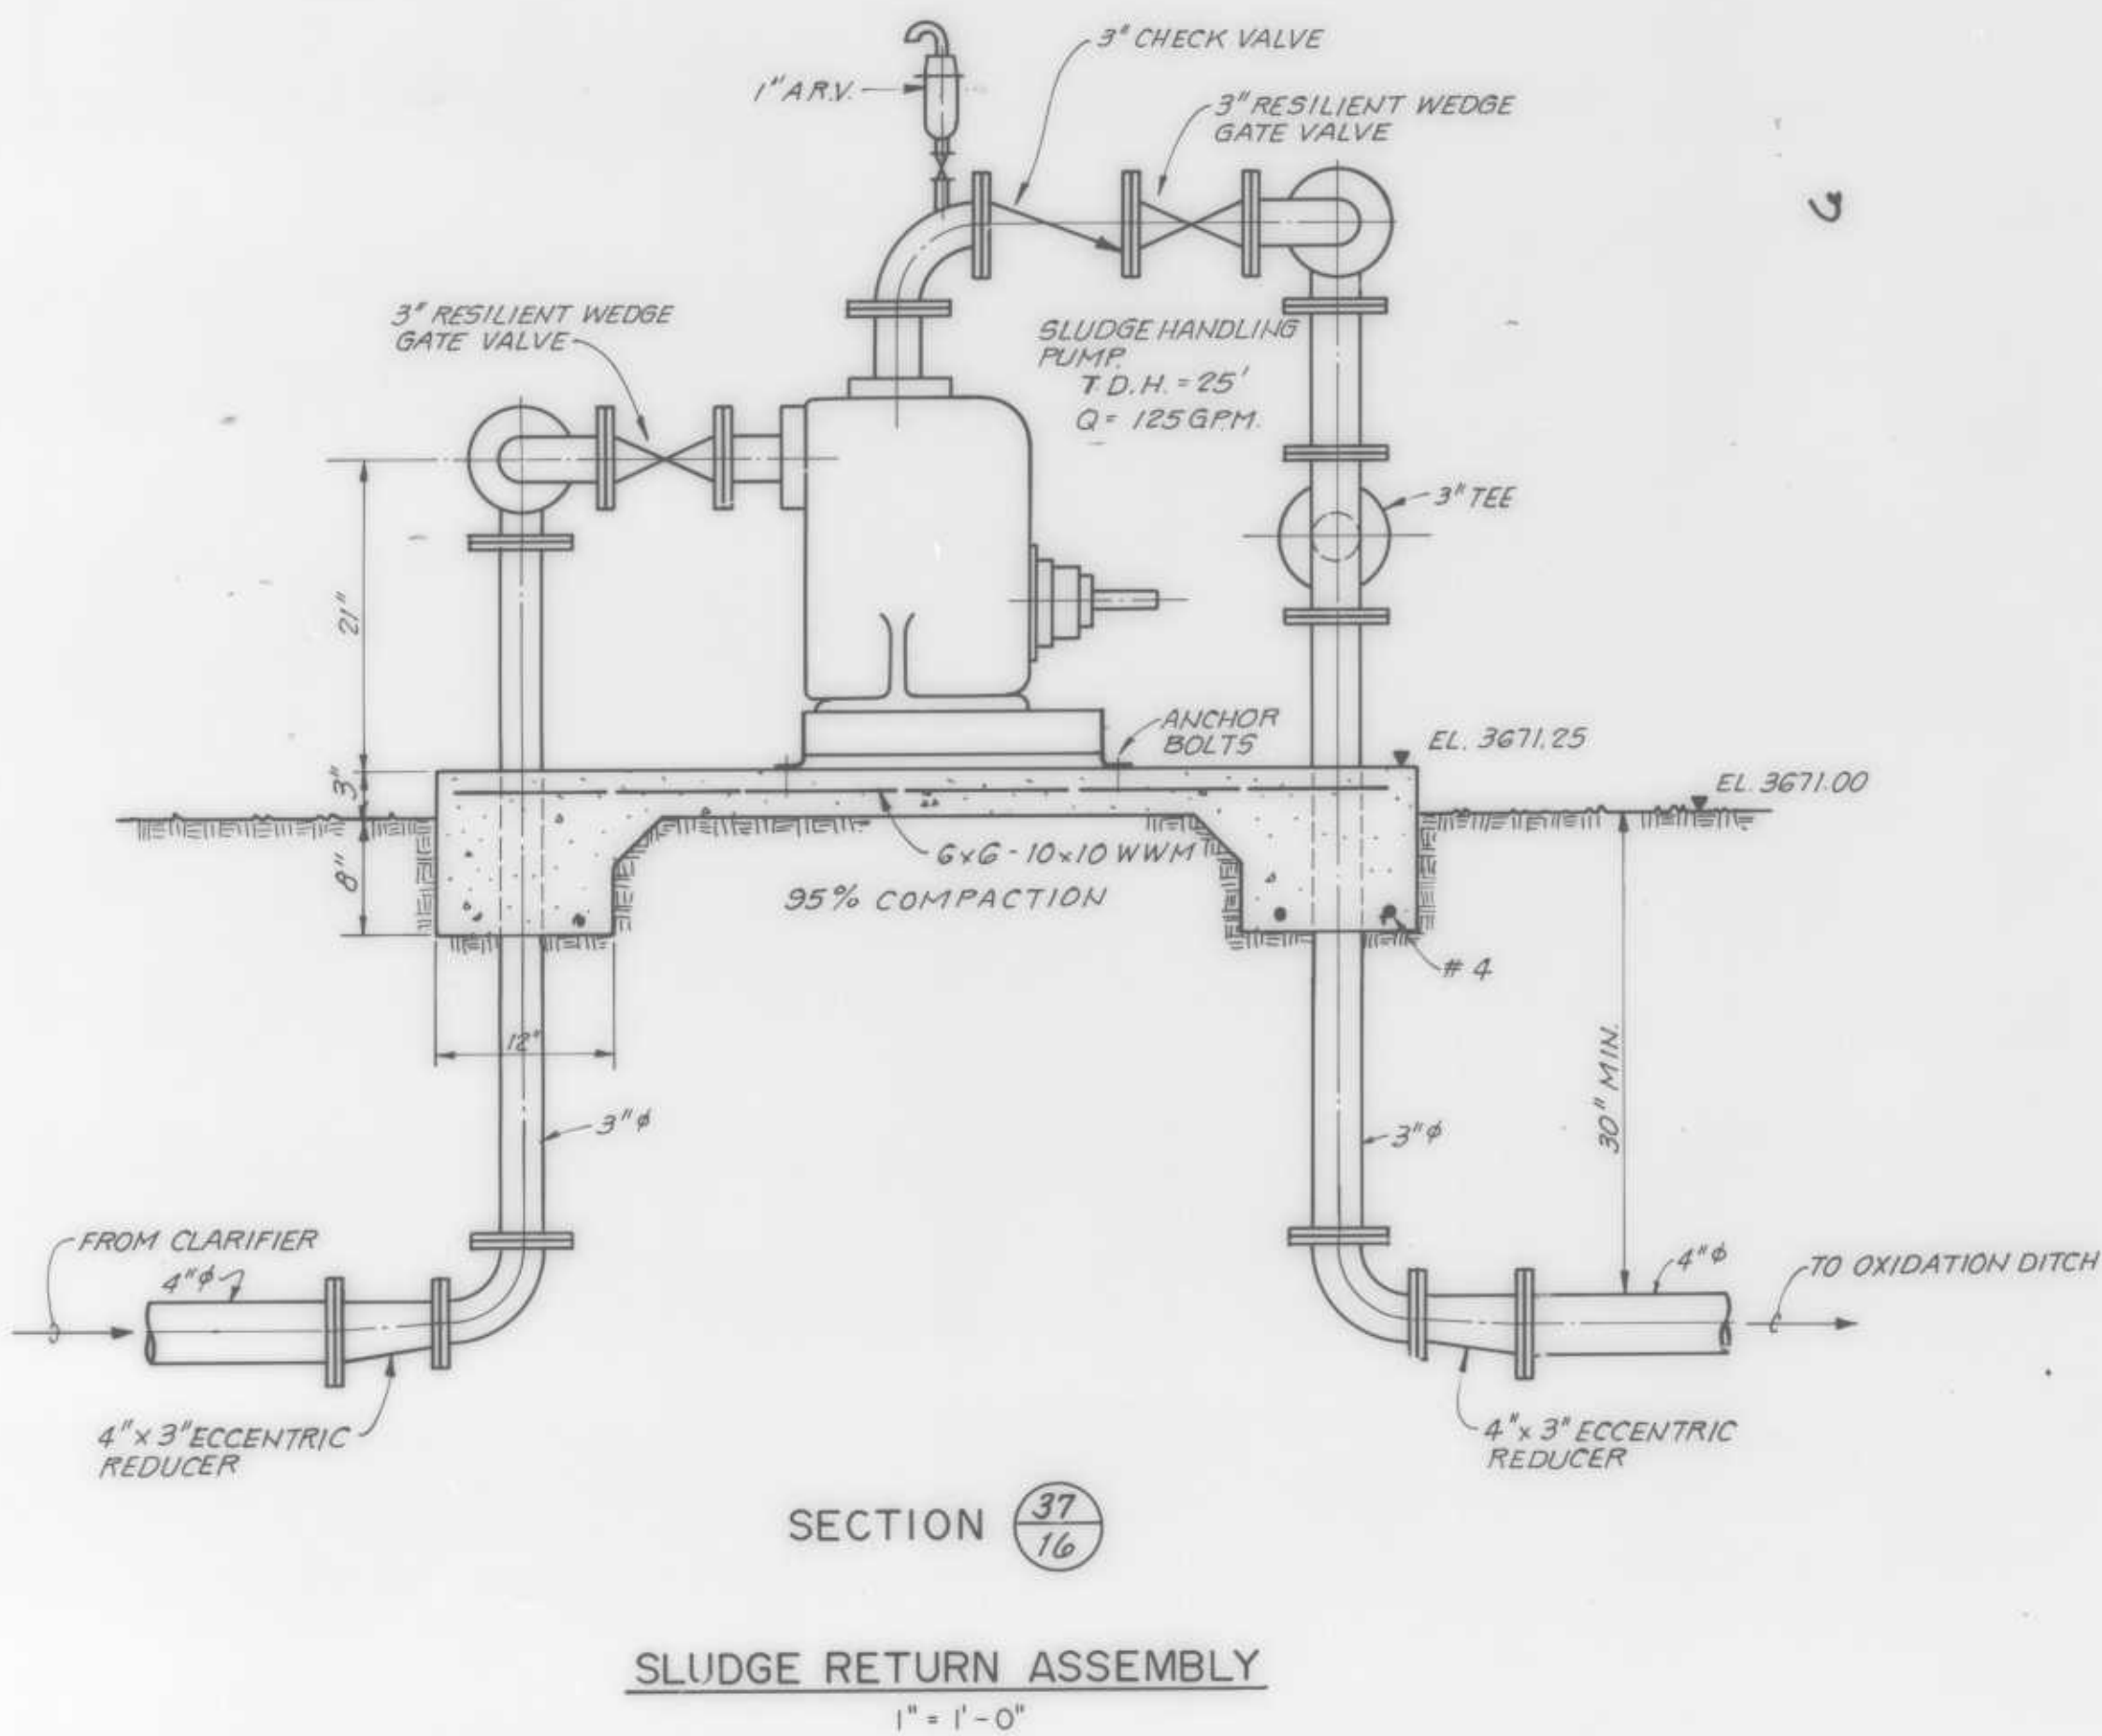 3" CHECK VALVE
1" A.R.V.
3" RESILIENT WEDGE
GATE VALVE
3" RESILIENT WEDGE
GATE VALVE
SLUDGE HANDLING
PUMP.
T.D.H. = 25'
Q = 125 G.P.M.
3" TEE
21"
ANCHOR
BOLTS
EL. 3671.25
EL. 3671.00
3"
8"
6x6 - 10x10 WWM
95% COMPACTION
#4
12"
30" MIN.
3"φ
3"φ
FROM CLARIFIER
4"φ
4"φ
TO OXIDATION DITCH
4" x 3" ECCENTRIC
REDUCER
4" x 3" ECCENTRIC
REDUCER
SECTION 37
16
SLUDGE RETURN ASSEMBLY
1" = 1'-0"